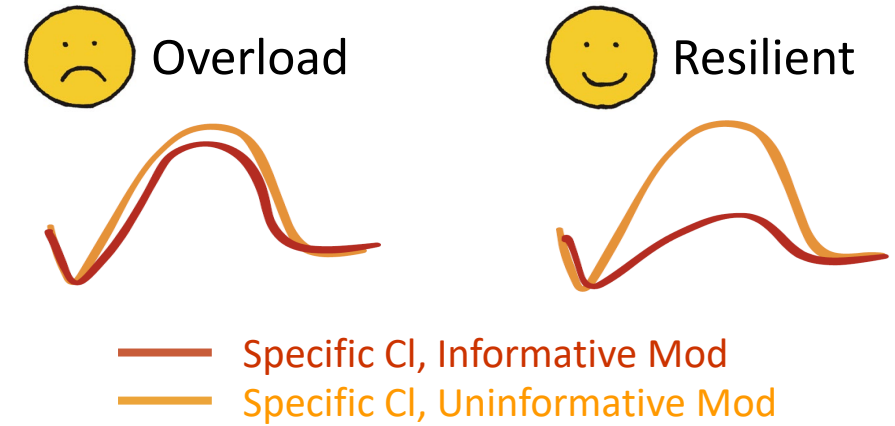 Overload
Resilient
Specific Cl, Informative Mod
Specific Cl, Uninformative Mod